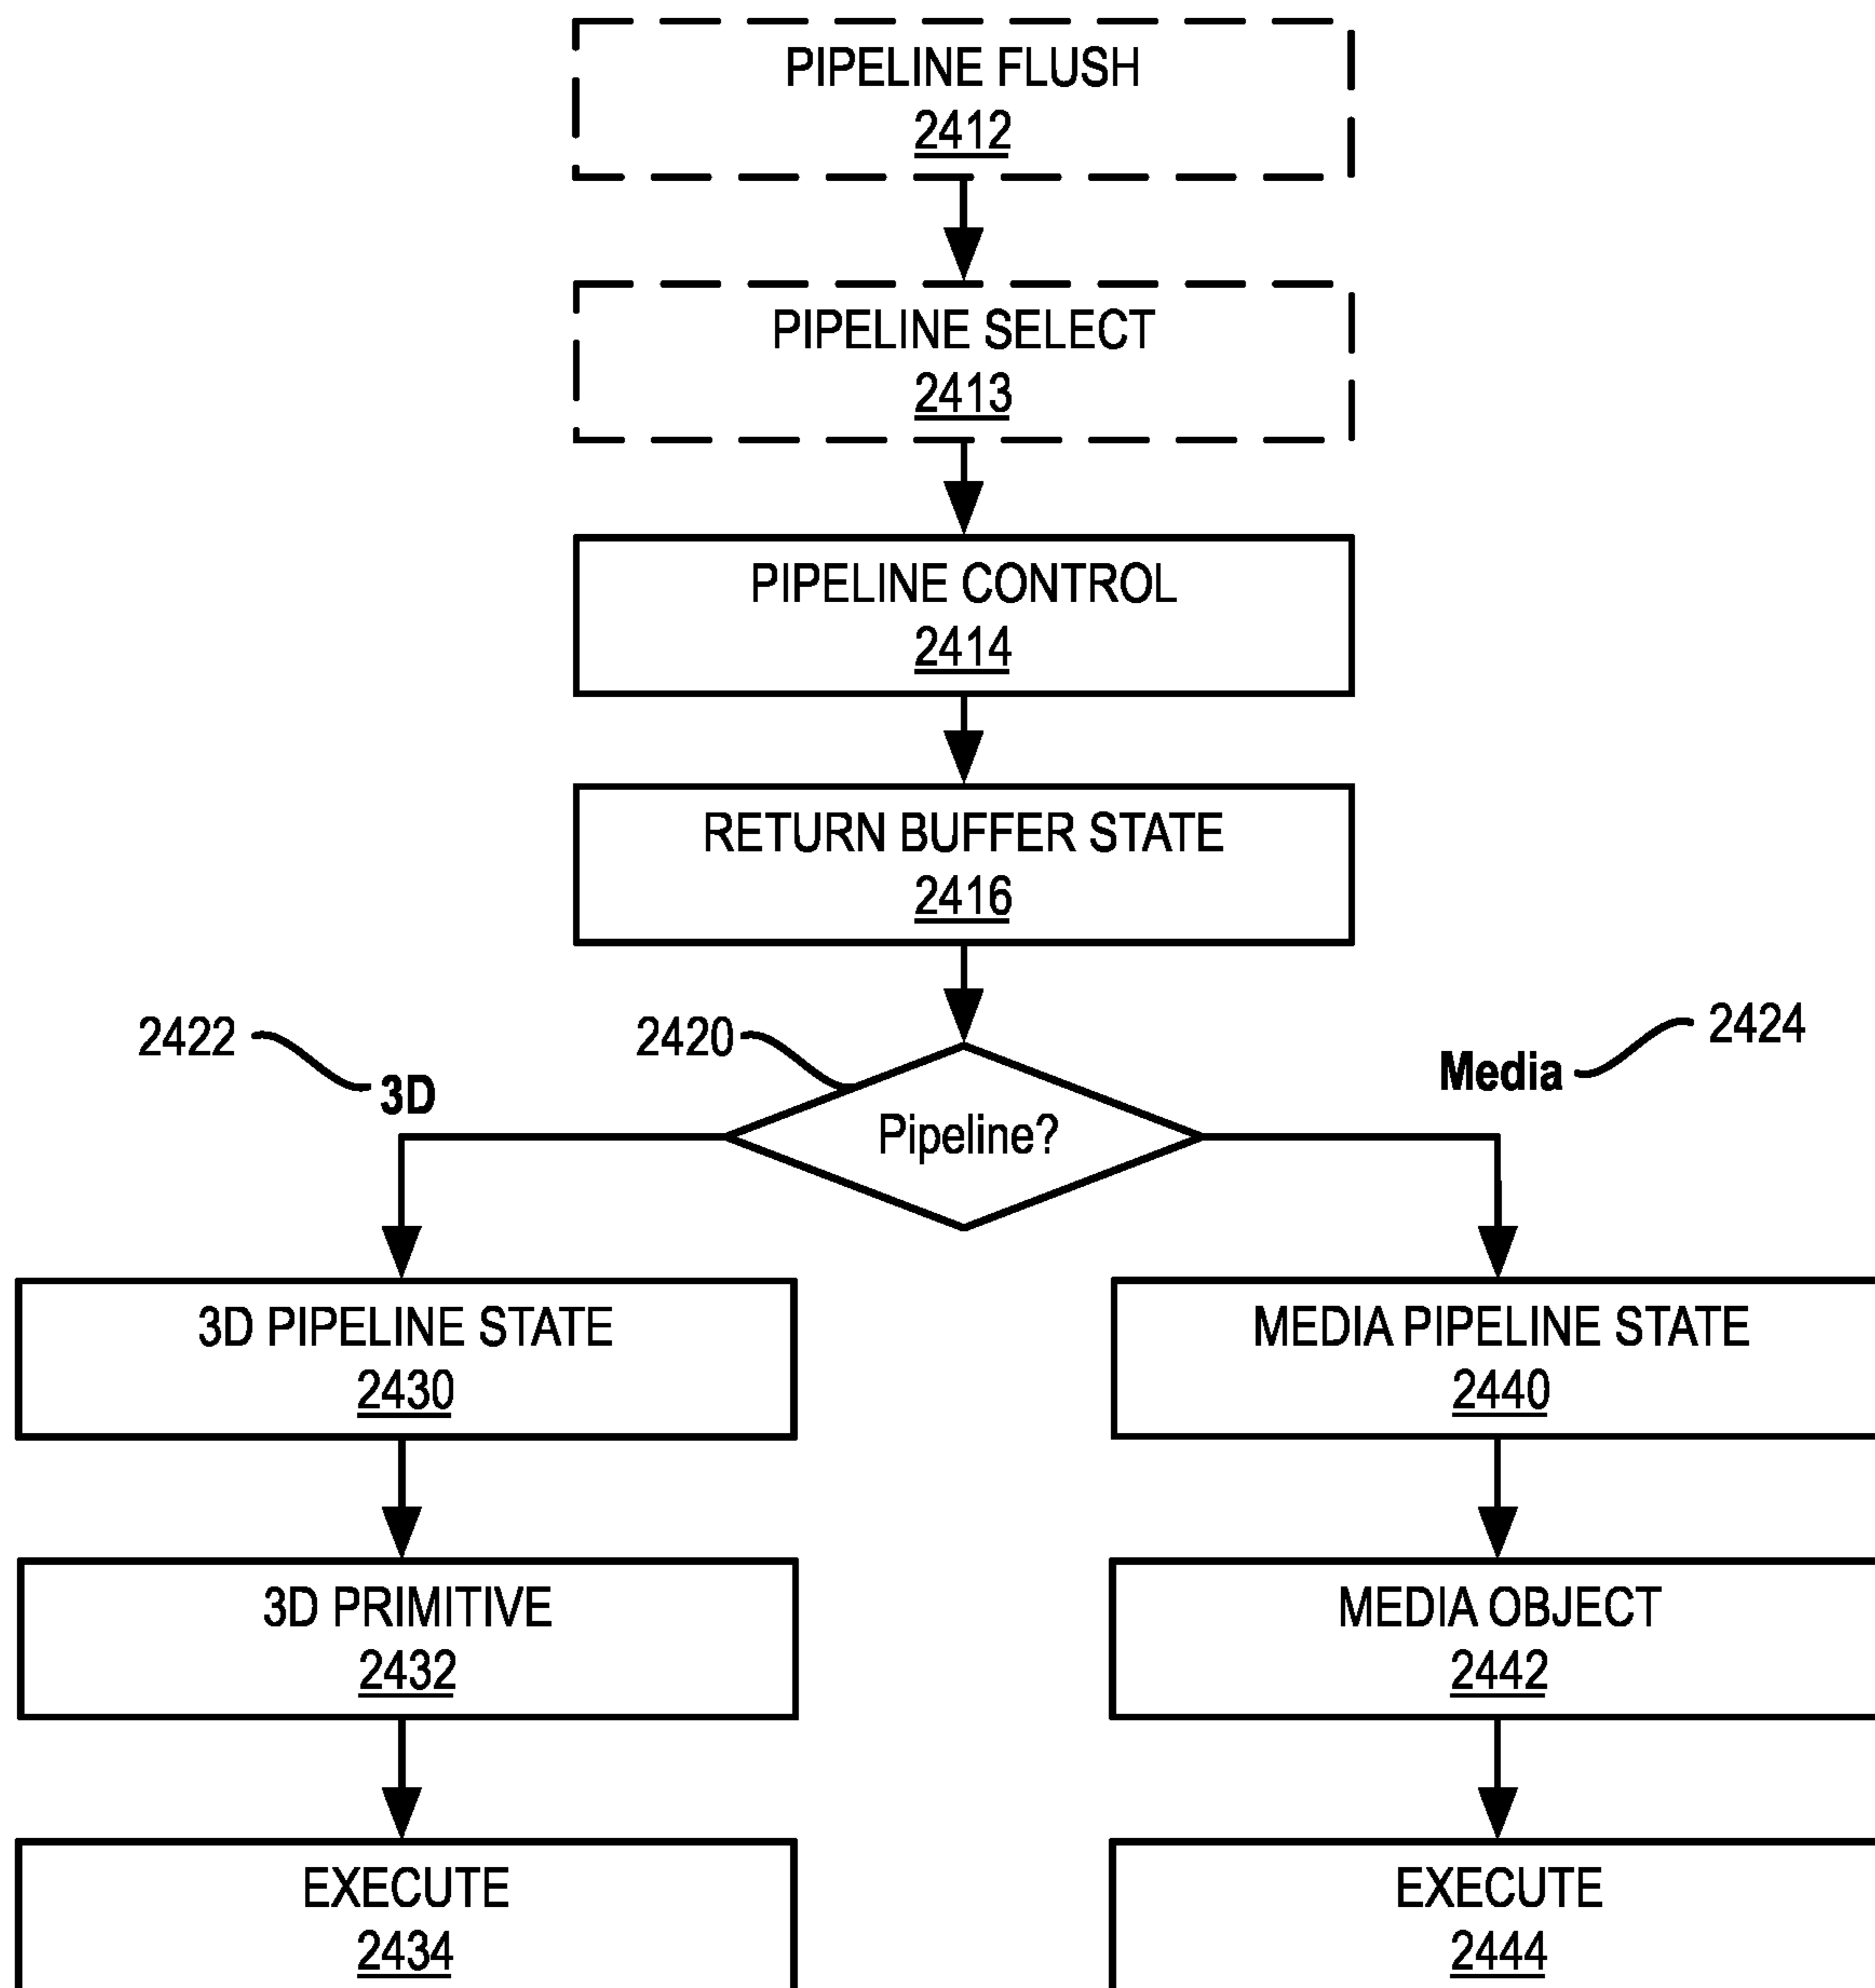 PIPELINE FLUSH
2412
PIPELINE SELECT
2413
PIPELINE CONTROL
2414
RETURN BUFFER STATE
2416
2422
3D
2420
Pipeline?
Media
2424
3D PIPELINE STATE
2430
MEDIA PIPELINE STATE
2440
3D PRIMITIVE
2432
MEDIA OBJECT
2442
EXECUTE
2434
EXECUTE
2444